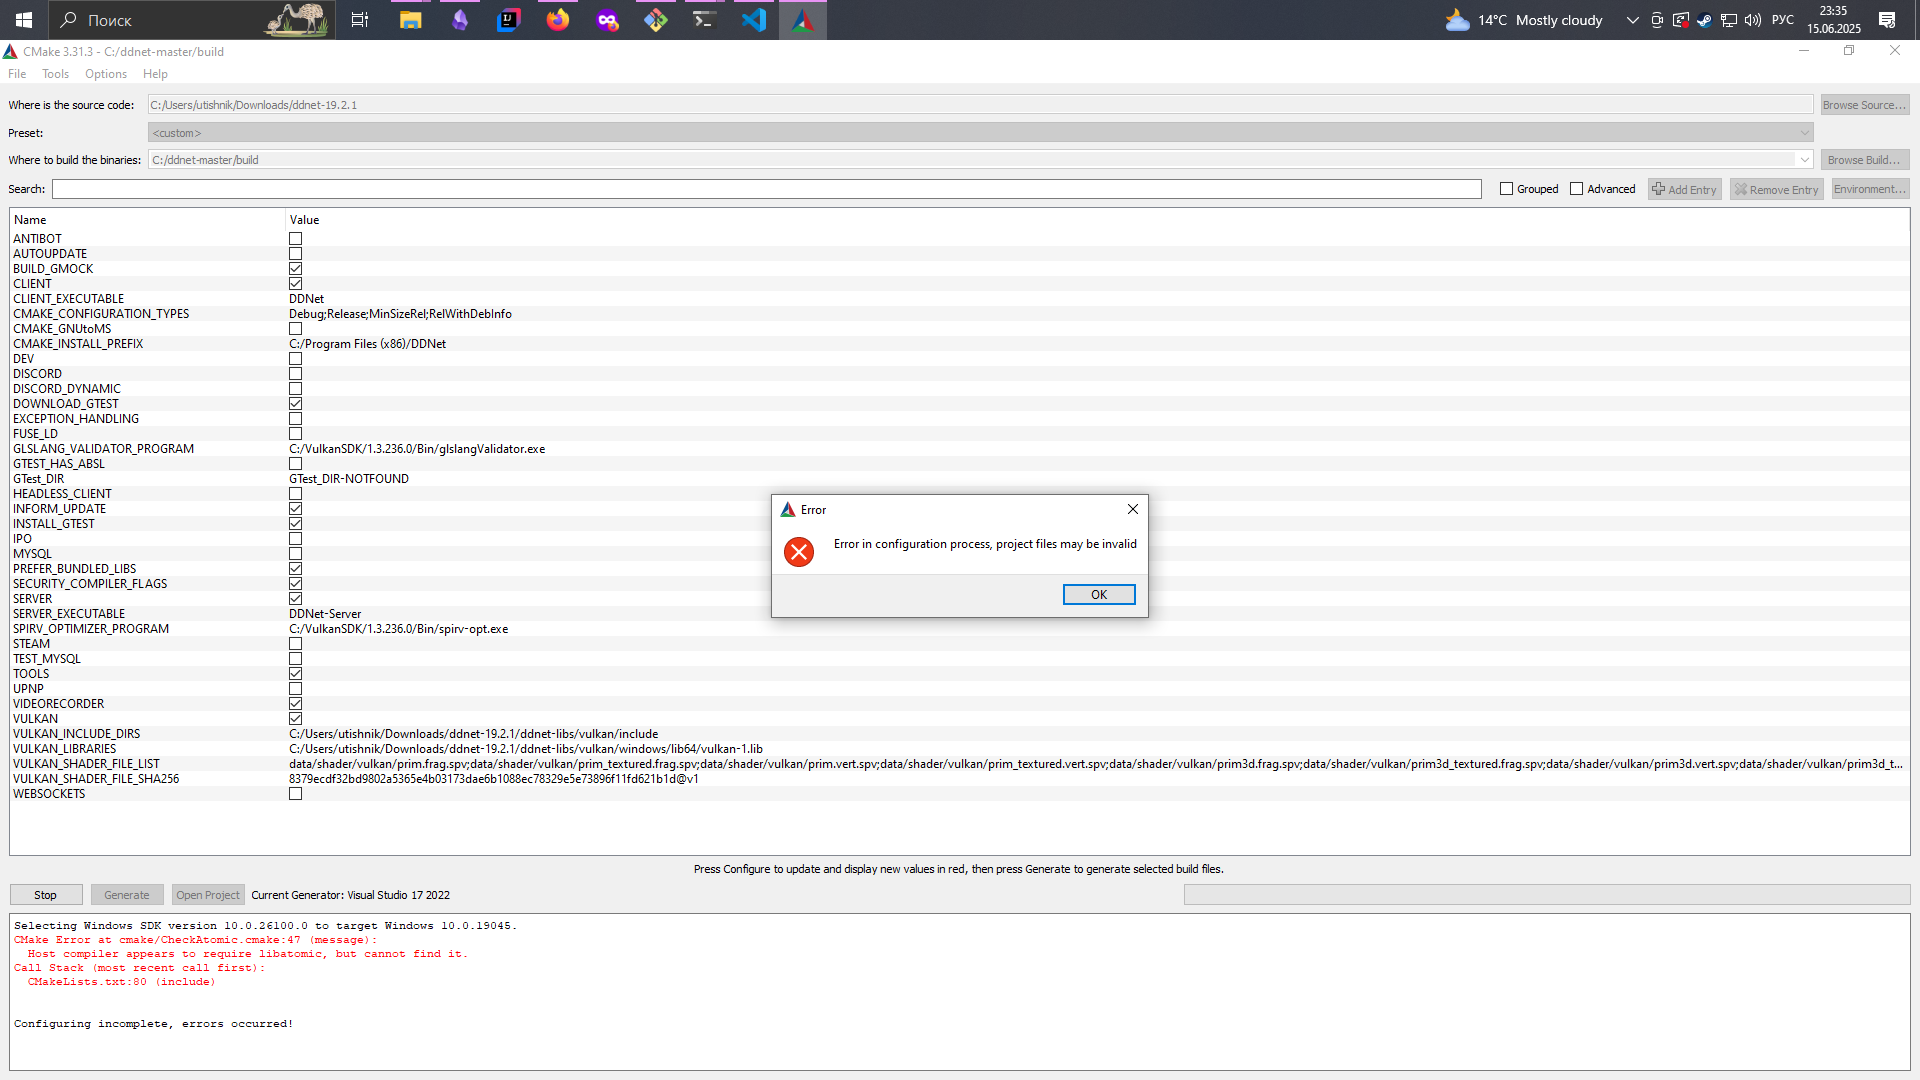 Поиск
14°C Mostly cloudy
РУС
23:35
15.06.2025
CMake 3.31.3 - C:/ddnet-master/build
File Tools Options Help
Where is the source code: C:/Users/utishnik/Downloads/ddnet-19.2.1 Browse Source...
Preset: <custom>
Where to build the binaries: C:/ddnet-master/build Browse Build...
Search: Grouped Advanced Add Entry Remove Entry Environment...
Name Value
ANTIBOT
AUTOUPDATE
BUILD_GMOCK
CLIENT
CLIENT_EXECUTABLE DDNet
CMAKE_CONFIGURATION_TYPES Debug;Release;MinSizeRel;RelWithDebInfo
CMAKE_GNUtoMS
CMAKE_INSTALL_PREFIX C:/Program Files (x86)/DDNet
DEV
DISCORD
DISCORD_DYNAMIC
DOWNLOAD_GTEST
EXCEPTION_HANDLING
FUSE_LD
GLSLANG_VALIDATOR_PROGRAM C:/VulkanSDK/1.3.236.0/Bin/glslangValidator.exe
GTEST_HAS_ABSL
GTest_DIR GTest_DIR-NOTFOUND
HEADLESS_CLIENT
INFORM_UPDATE
INSTALL_GTEST
IPO
MYSQL
PREFER_BUNDLED_LIBS
SECURITY_COMPILER_FLAGS
SERVER
SERVER_EXECUTABLE DDNet-Server
SPIRV_OPTIMIZER_PROGRAM C:/VulkanSDK/1.3.236.0/Bin/spirv-opt.exe
STEAM
TEST_MYSQL
TOOLS
UPNP
VIDEORECORDER
VULKAN
VULKAN_INCLUDE_DIRS C:/Users/utishnik/Downloads/ddnet-19.2.1/ddnet-libs/vulkan/include
VULKAN_LIBRARIES C:/Users/utishnik/Downloads/ddnet-19.2.1/ddnet-libs/vulkan/windows/lib64/vulkan-1.lib
VULKAN_SHADER_FILE_LIST data/shader/vulkan/prim.frag.spv;data/shader/vulkan/prim_textured.frag.spv;data/shader/vulkan/prim.vert.spv;data/shader/vulkan/prim_textured.vert.spv;data/shader/vulkan/prim3d.frag.spv;data/shader/vulkan/prim3d_textured.frag.spv;data/shader/vulkan/prim3d.vert.spv;data/shader/vulkan/prim3d_t...
VULKAN_SHADER_FILE_SHA256 8379ecdf32bd9802a5365e4b03173dae6b1088ec78329e5e73896f11fd621b1d@v1
WEBSOCKETS
Error
Error in configuration process, project files may be invalid
OK
Press Configure to update and display new values in red, then press Generate to generate selected build files.
Stop Generate Open Project Current Generator: Visual Studio 17 2022
Selecting Windows SDK version 10.0.26100.0 to target Windows 10.0.19045.
CMake Error at cmake/CheckAtomic.cmake:47 (message):
Host compiler appears to require libatomic, but cannot find it.
Call Stack (most recent call first):
CMakeLists.txt:80 (include)
Configuring incomplete, errors occurred!